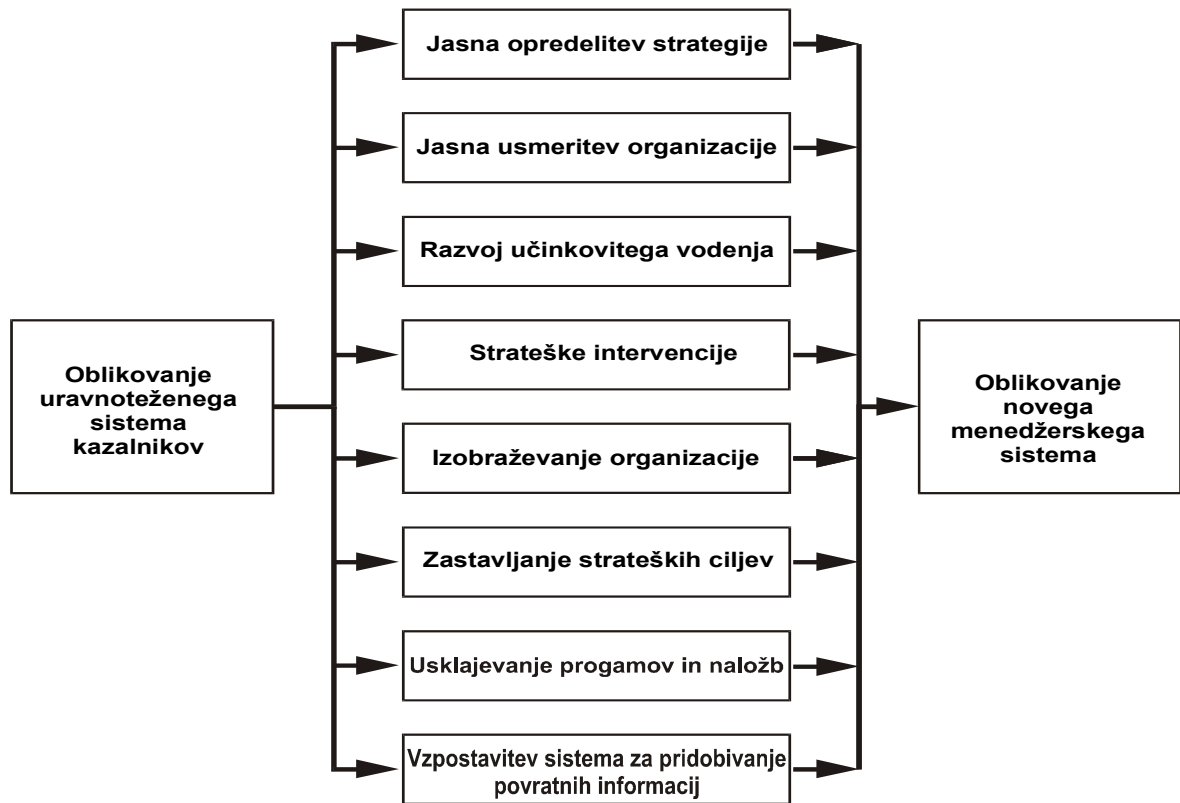 Oblikovanje
uravnoteženega
sistema
kazalnikov
Jasna opredelitev strategije
Jasna usmeritev organizacije
Razvoj učinkovitega vodenja
Strateške intervencije
Izobraževanje organizacije
Zastavljanje strateških ciljev
Usklajevanje progamov in naložb
Vzpostavitev sistema za pridobivanje
povratnih informacij
Oblikovanje
novega
menedžerskega
sistema